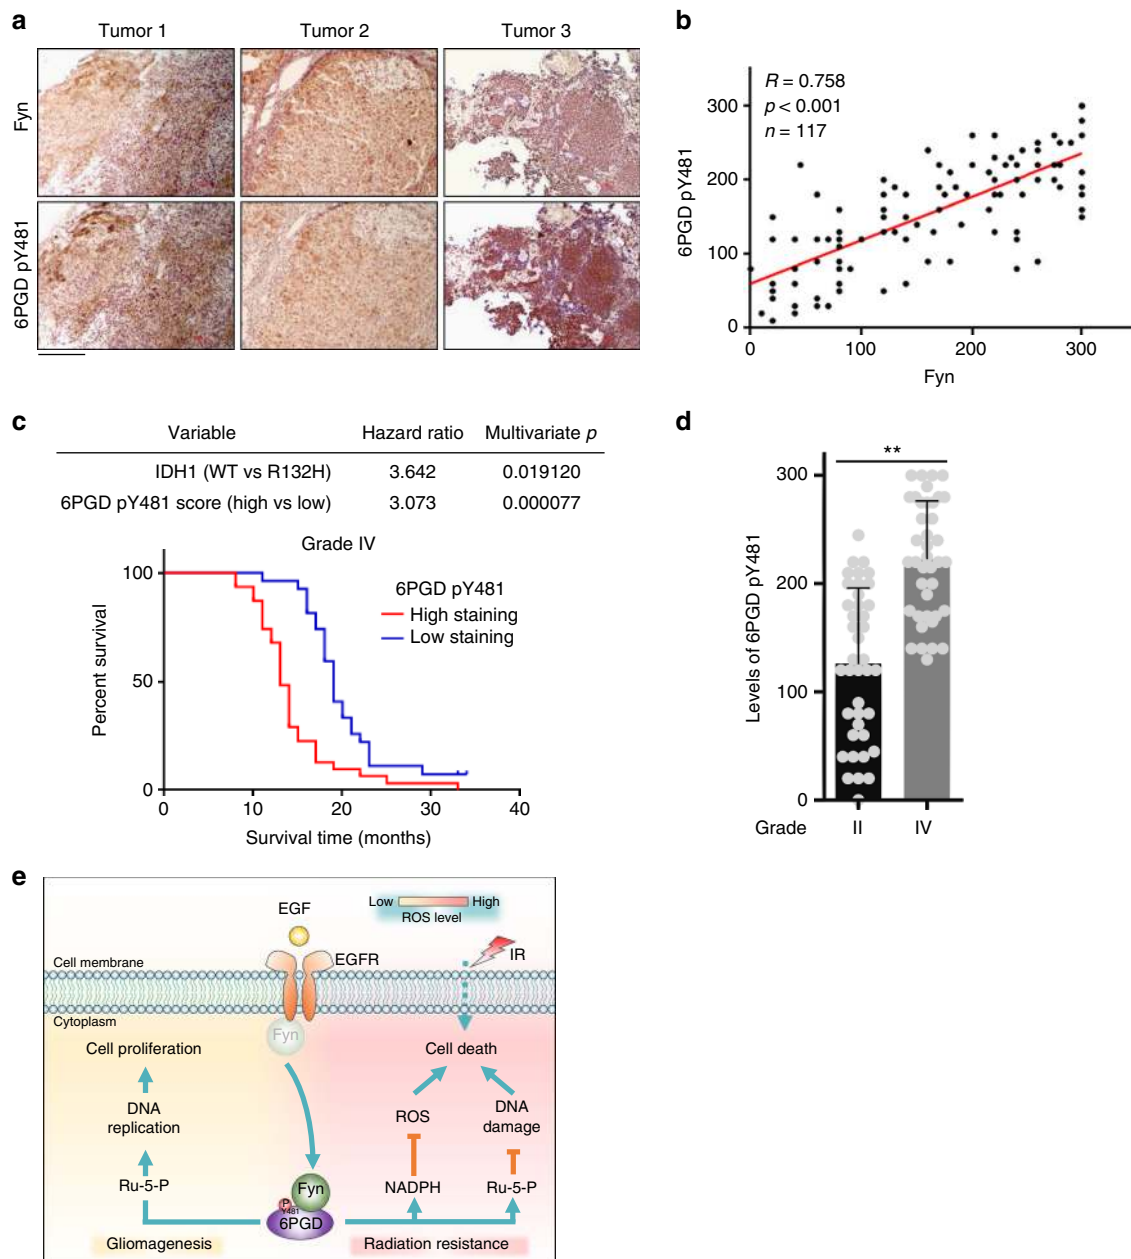 a
Tumor 1 Tumor 2 Tumor 3
Fyn
6PGD pY481
b
R = 0.758
p < 0.001
n = 117
300
200
100
0
6PGD pY481
0 100 200 300
Fyn
c
Variable Hazard ratio Multivariate p
IDH1 (WT vs R132H) 3.642 0.019120
6PGD pY481 score (high vs low) 3.073 0.000077
Grade IV
6PGD pY481
High staining
Low staining
100
50
0
Percent survival
0 10 20 30 40
Survival time (months)
d
**
300
200
100
0
Levels of 6PGD pY481
Grade II IV
e
Low High
ROS level
EGF
EGFR
IR
Cell membrane
Cytoplasm
Fyn
Cell proliferation Cell death
DNA
replication
ROS
DNA
damage
Ru-5-P
NADPH
Ru-5-P
Fyn
P
Y481
6PGD
Gliomagenesis
Radiation resistance